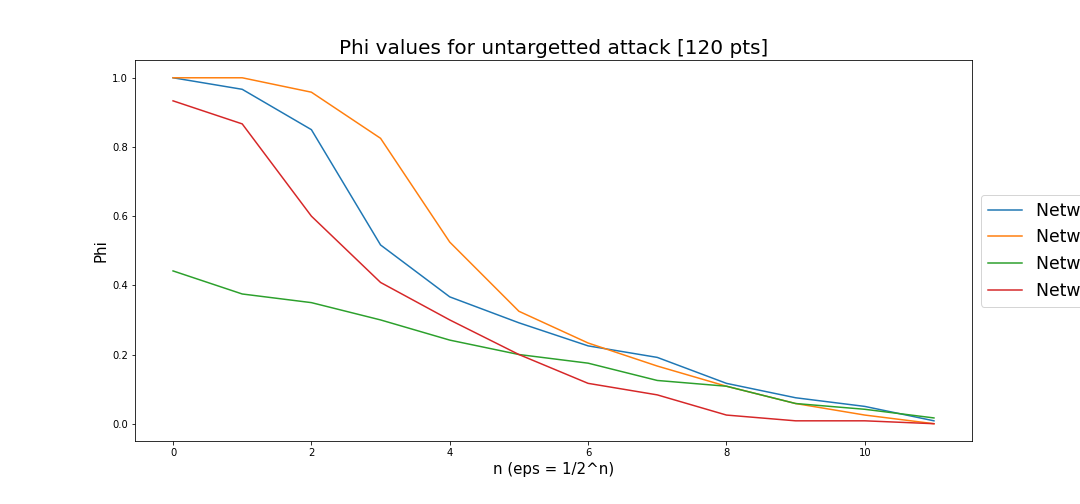 Phi values for untargetted attack [120 pts]
1.0
0.8
0.6
0.4
0.2
0.0
Phi
0
2
4
6
8
10
n (eps = 1/2^n)
Netw
Netw
Netw
Netw